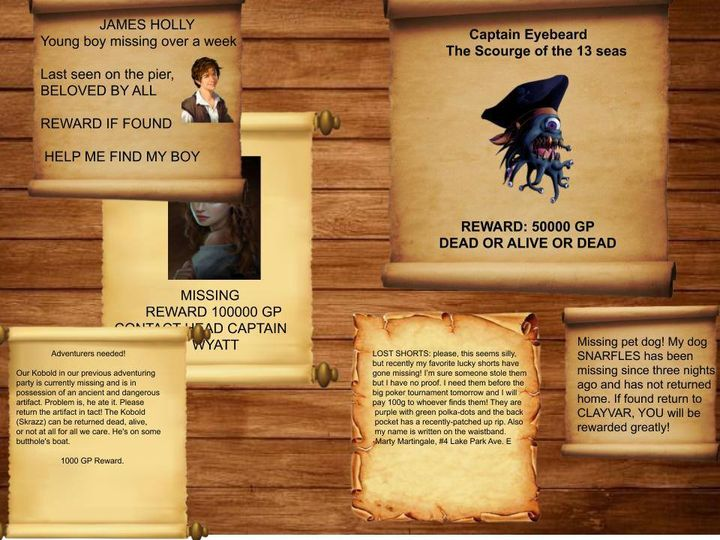 JAMES HOLLY
Young boy missing over a week
Last seen on the pier,
BELOVED BY ALL
REWARD IF FOUND
HELP ME FIND MY BOY
Captain Eyebeard
The Scourge of the 13 seas
REWARD: 50000 GP
DEAD OR ALIVE OR DEAD
MISSING
REWARD 100000 GP
CONTACT HEAD CAPTAIN
WYATT
Adventurers needed!
Our Kobold in our previous adventuring
party is currently missing and is in
possession of an ancient and dangerous
artifact. Problem is, he ate it. Please
return the artifact in tact! The Kobold
(Skrazz) can be returned dead, alive,
or not at all for all we care. He's on some
butthole's boat.
1000 GP Reward.
LOST SHORTS: please, this seems silly,
but recently my favorite lucky shorts have
gone missing! I'm sure someone stole them
but I have no proof. I need them before the
big poker tournament tomorrow and I will
pay 100g to whoever finds them! They are
purple with green polka-dots and the back
pocket has a recently-patched up rip. Also
my name is written on the waistband.
-Marty Martingale, #4 Lake Park Ave. E
Missing pet dog! My dog
SNARFLES has been
missing since three nights
ago and has not returned
home. If found return to
CLAYVAR, YOU will be
rewarded greatly!